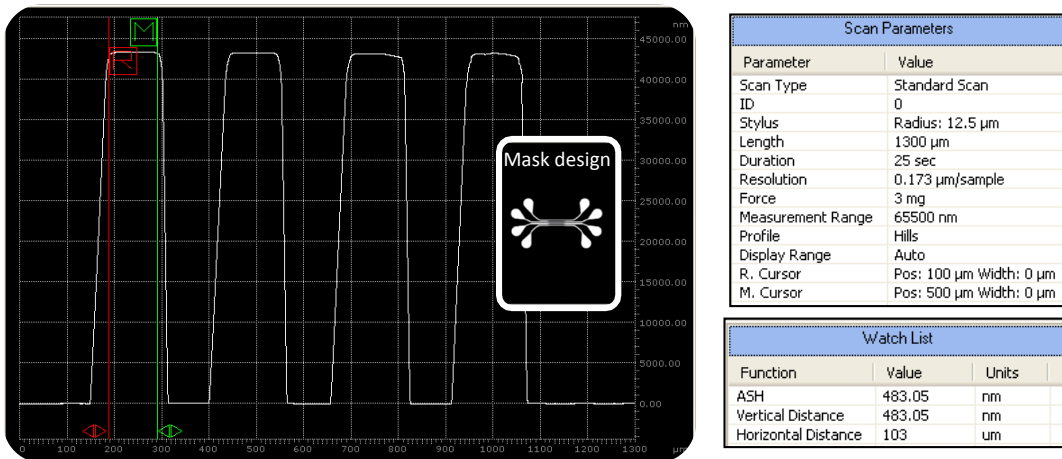 M
R
nm
45000.00
40000.00
35000.00
30000.00
25000.00
20000.00
15000.00
10000.00
5000.00
0.00
0 100 200 300 400 500 600 700 800 900 1000 1100 1200 1300 µm
Mask design
Scan Parameters
Parameter Value
Scan Type Standard Scan
ID 0
Stylus Radius: 12.5 µm
Length 1300 µm
Duration 25 sec
Resolution 0.173 µm/sample
Force 3 mg
Measurement Range 65500 nm
Profile Hills
Display Range Auto
R. Cursor Pos: 100 µm Width: 0 µm
M. Cursor Pos: 500 µm Width: 0 µm
Watch List
Function Value Units
ASH 483.05 nm
Vertical Distance 483.05 nm
Horizontal Distance 103 um